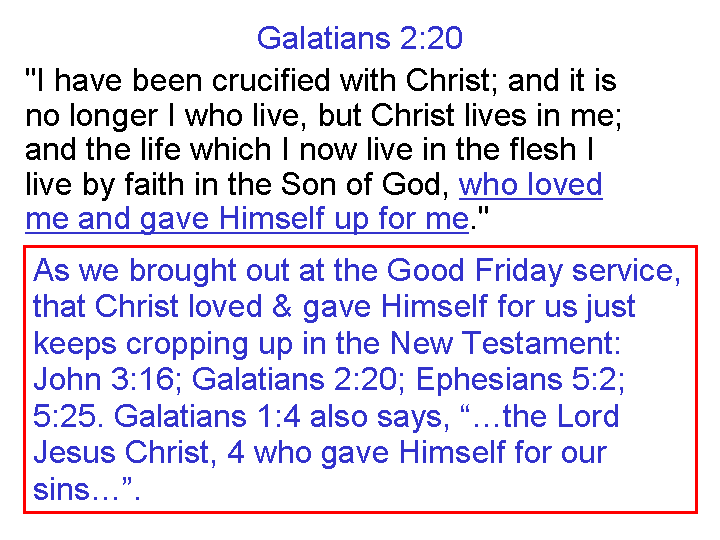 Galatians 2:20
"I have been crucified with Christ; and it is
no longer I who live, but Christ lives in me;
and the life which I now live in the flesh I
live by faith in the Son of God, who loved
me and gave Himself up for me."
As we brought out at the Good Friday service,
that Christ loved & gave Himself for us just
keeps cropping up in the New Testament:
John 3:16; Galatians 2:20; Ephesians 5:2;
5:25. Galatians 1:4 also says, “…the Lord
Jesus Christ, 4 who gave Himself for our
sins…”.